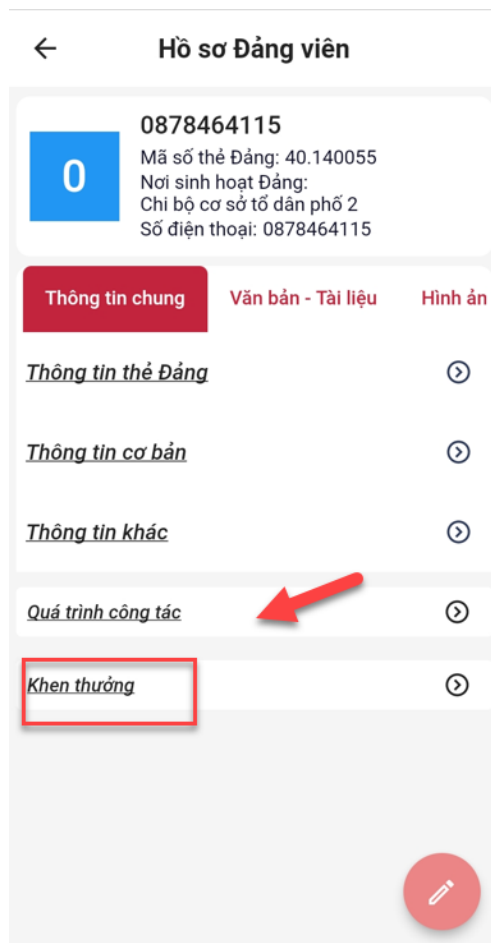 Hồ sơ Đảng viên
0878464115
0
Mã số thẻ Đảng: 40.140055
Nơi sinh hoạt Đảng:
Chi bộ cơ sở tổ dân phố 2
Số điện thoại: 0878464115
Thông tin chung
Văn bản - Tài liệu
Hình ản
Thông tin thẻ Đảng
Thông tin cơ bản
Thông tin khác
Quá trình công tác
Khen thưởng